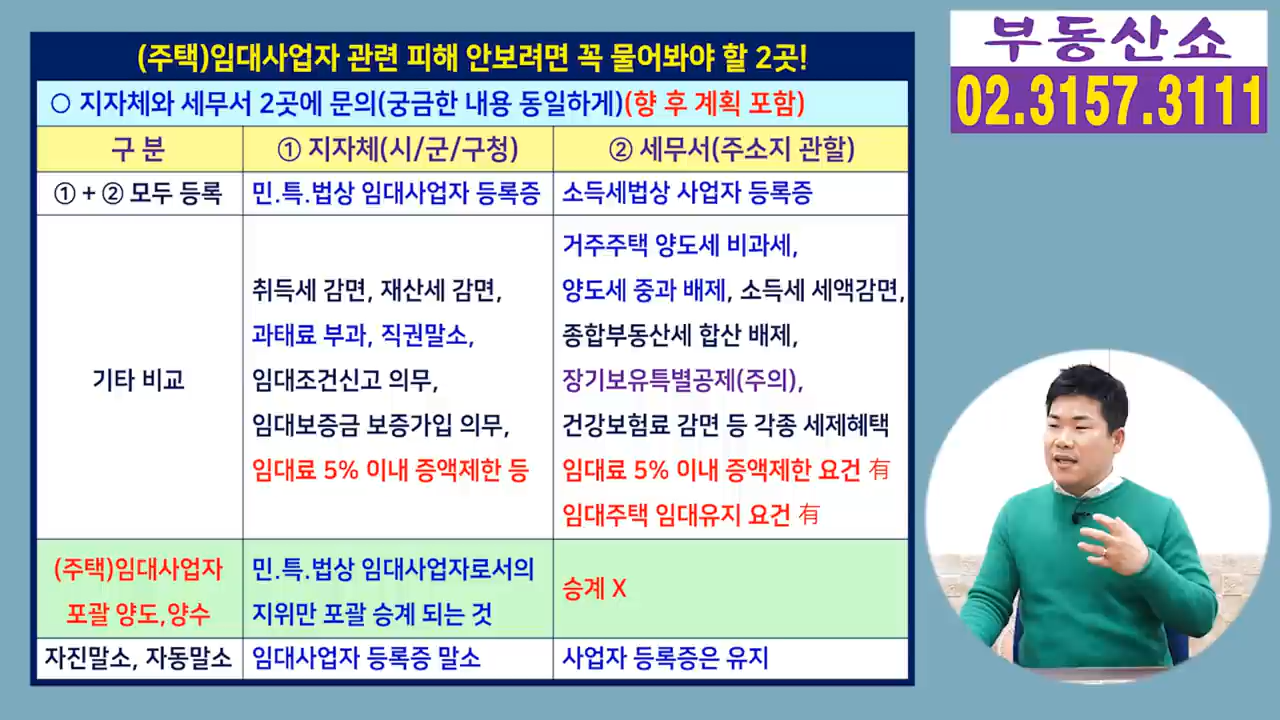 (주택)임대사업자 관련 피해 안보려면 꼭 물어봐야 할 2곳!
○ 지자체와 세무서 2곳에 문의(궁금한 내용 동일하게)(향 후 계획 포함)
구 분
① 지자체(시/군/구청)
② 세무서(주소지 관할)
① + ② 모두 등록
민.특.법상 임대사업자 등록증
소득세법상 사업자 등록증
기타 비교
취득세 감면, 재산세 감면,
과태료 부과, 직권말소,
임대조건신고 의무,
임대보증금 보증가입 의무,
임대료 5% 이내 증액제한 등
거주주택 양도세 비과세,
양도세 중과 배제, 소득세 세액감면,
종합부동산세 합산 배제,
장기보유특별공제(주의),
건강보험료 감면 등 각종 세제혜택
임대료 5% 이내 증액제한 요건 有
임대주택 임대유지 요건 有
(주택)임대사업자
포괄 양도,양수
민.특.법상 임대사업자로서의
지위만 포괄 승계 되는 것
승계 X
자진말소, 자동말소
임대사업자 등록증 말소
사업자 등록증은 유지
부동산쇼
02.3157.3111